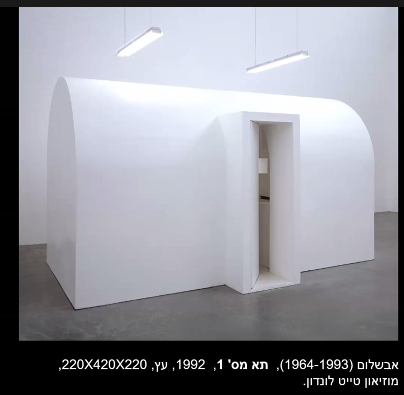 אבשלום (1964-1993), תא מס' 1, 1992, עץ, 220X420X220,
מוזיאון טייט לונדון.